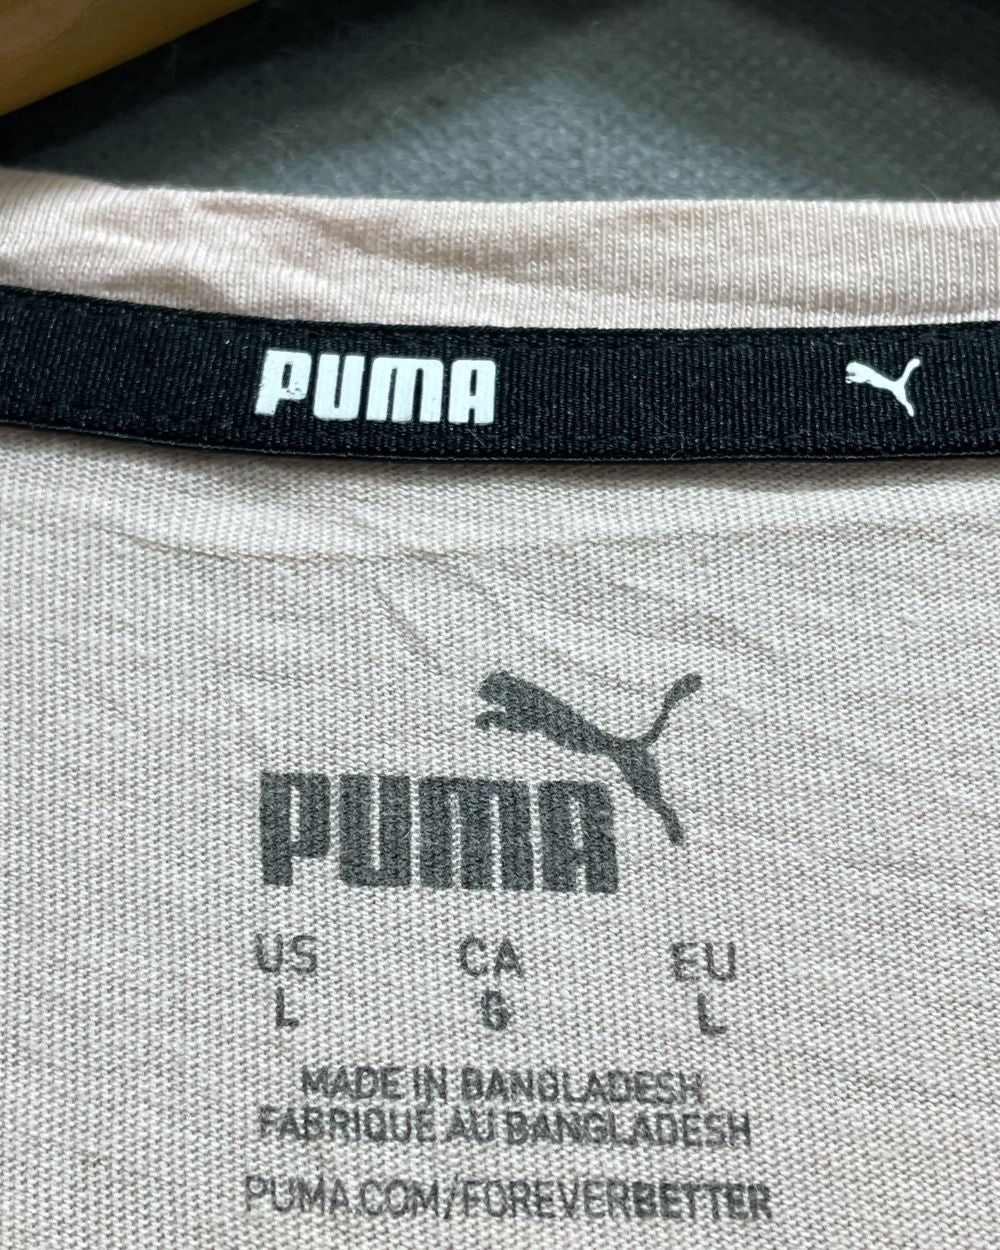 PUMA
PUMA
US CA EU
L G L
MADE IN BANGLADESH
FABRIQUE AU BANGLADESH
PUMA.COM/FOREVERBETTER